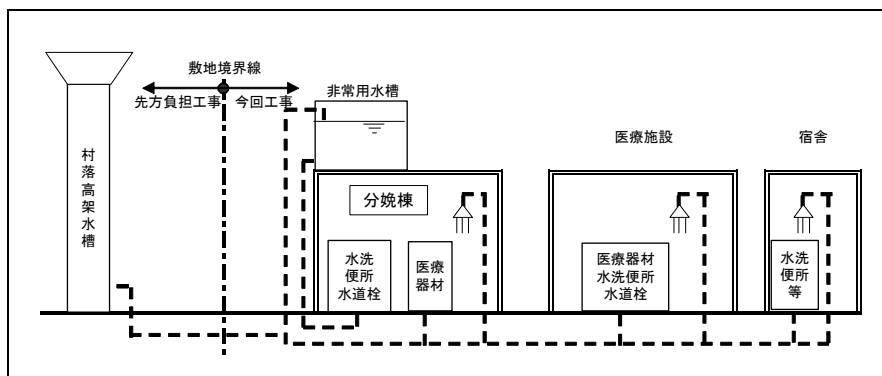 敷地境界線
先方負担工事 今回工事
非常用水槽
医療施設
宿舎
村落高架水槽
分娩棟
水洗
便所
水道栓
医療
器材
医療器材
水洗便所
水道栓
水洗
便所
等